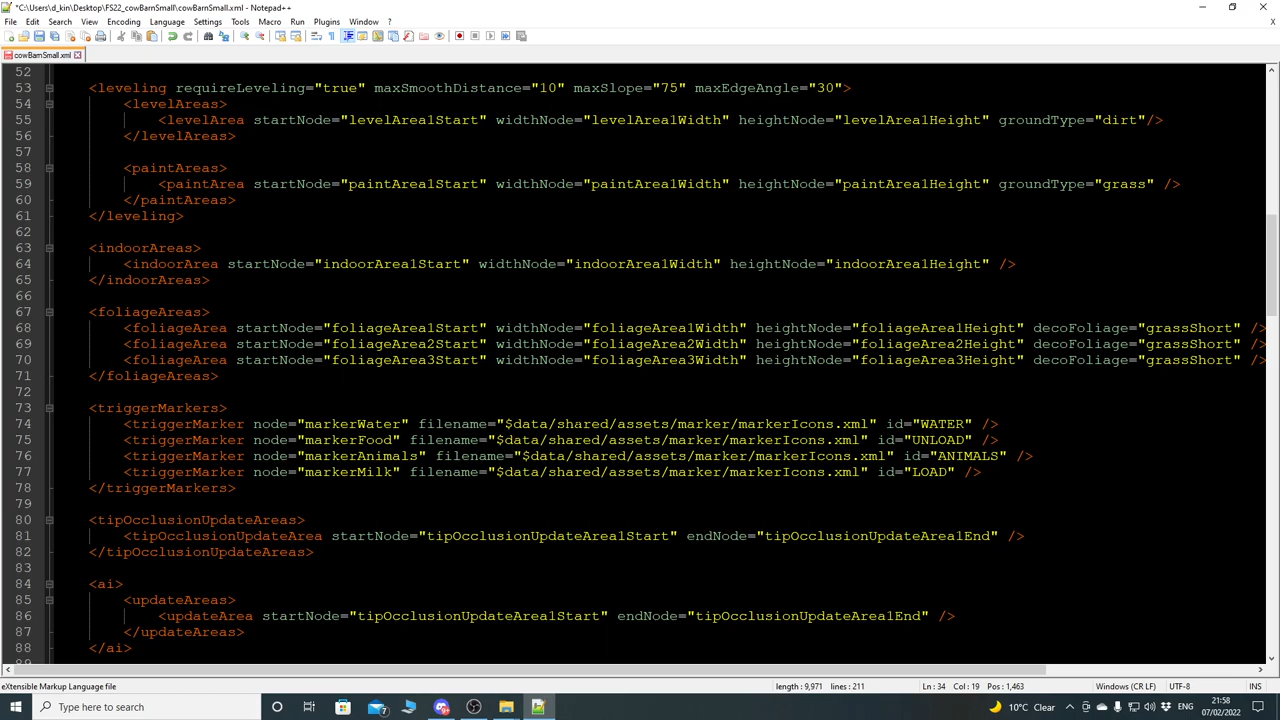 *C:\Users\d_kin\Desktop\FS22_cowBarnSmall\cowBarnSmall.xml - Notepad++
File Edit Search View Encoding Language Settings Tools Macro Run Plugins Window ?
cowBarnSmall.xml
52
53 <leveling requireLeveling="true" maxSmoothDistance="10" maxSlope="75" maxEdgeAngle="30">
54 <levelAreas>
55 <levelArea startNode="levelArea1Start" widthNode="levelArea1Width" heightNode="levelArea1Height" groundType="dirt"/>
56 </levelAreas>
57
58 <paintAreas>
59 <paintArea startNode="paintArea1Start" widthNode="paintArea1Width" heightNode="paintArea1Height" groundType="grass" />
60 </paintAreas>
61 </leveling>
62
63 <indoorAreas>
64 <indoorArea startNode="indoorArea1Start" widthNode="indoorArea1Width" heightNode="indoorArea1Height" />
65 </indoorAreas>
66
67 <foliageAreas>
68 <foliageArea startNode="foliageArea1Start" widthNode="foliageArea1Width" heightNode="foliageArea1Height" decoFoliage="grassShort" />
69 <foliageArea startNode="foliageArea2Start" widthNode="foliageArea2Width" heightNode="foliageArea2Height" decoFoliage="grassShort" />
70 <foliageArea startNode="foliageArea3Start" widthNode="foliageArea3Width" heightNode="foliageArea3Height" decoFoliage="grassShort" />
71 </foliageAreas>
72
73 <triggerMarkers>
74 <triggerMarker node="markerWater" filename="$data/shared/assets/marker/markerIcons.xml" id="WATER" />
75 <triggerMarker node="markerFood" filename="$data/shared/assets/marker/markerIcons.xml" id="UNLOAD" />
76 <triggerMarker node="markerAnimals" filename="$data/shared/assets/marker/markerIcons.xml" id="ANIMALS" />
77 <triggerMarker node="markerMilk" filename="$data/shared/assets/marker/markerIcons.xml" id="LOAD" />
78 </triggerMarkers>
79
80 <tipOcclusionUpdateAreas>
81 <tipOcclusionUpdateArea startNode="tipOcclusionUpdateArea1Start" endNode="tipOcclusionUpdateArea1End" />
82 </tipOcclusionUpdateAreas>
83
84 <ai>
85 <updateAreas>
86 <updateArea startNode="tipOcclusionUpdateArea1Start" endNode="tipOcclusionUpdateArea1End" />
87 </updateAreas>
88 </ai>
89
eXtensible Markup Language file length : 9,971 lines : 211 Ln : 34 Col : 19 Pos : 1,463 Windows (CR LF) UTF-8 INS
Type here to search 10°C Clear 21:58
07/02/2022